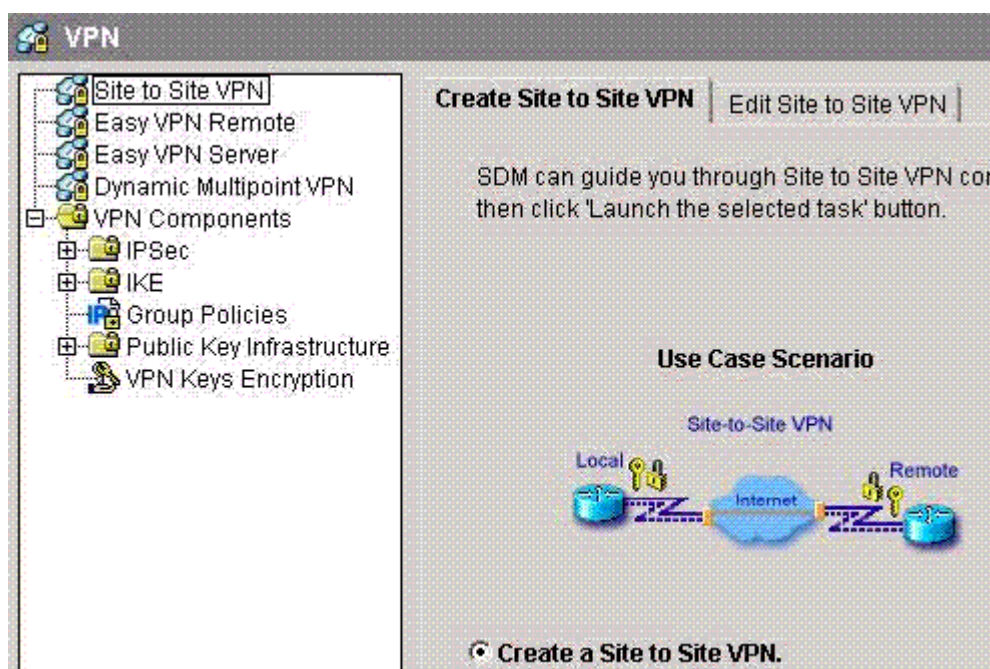 VPN
Site to Site VPN
Easy VPN Remote
Easy VPN Server
Dynamic Multipoint VPN
VPN Components
IPSec
IKE
Group Policies
Public Key Infrastructure
VPN Keys Encryption
Create Site to Site VPN
Edit Site to Site VPN
SDM can guide you through Site to Site VPN
then click 'Launch the selected task' button.
Use Case Scenario
Site-to-Site VPN
Local
Remote
Internet
Create a Site to Site VPN.